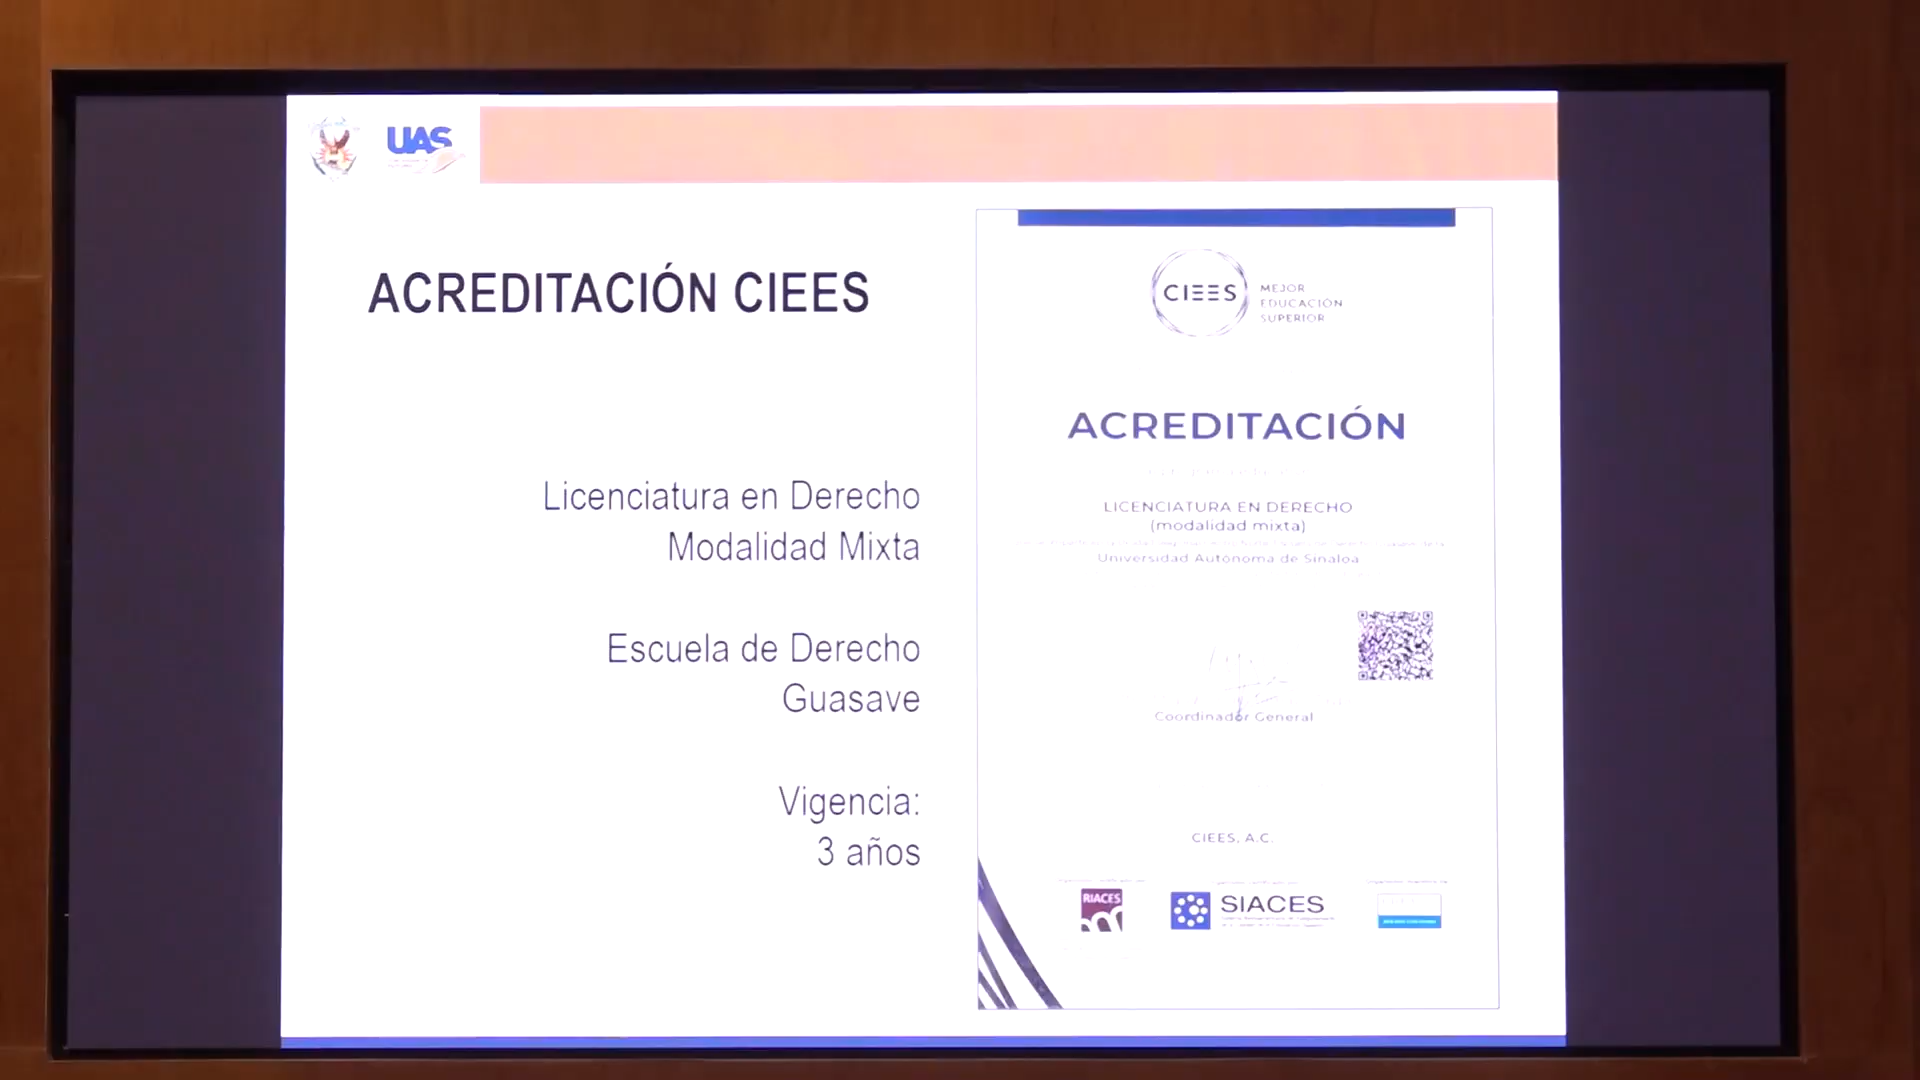 UAS
ACREDITACIÓN CIEES
Licenciatura en Derecho
Modalidad Mixta
Escuela de Derecho
Guasave
Vigencia:
3 años
CIEES
MEJOR
EDUCACIÓN
SUPERIOR
ACREDITACIÓN
LICENCIATURA EN DERECHO
(modalidad mixta)
Universidad Autónoma de Sinaloa
Coordinador General
CIEES, A.C.
RIACES
SIACES